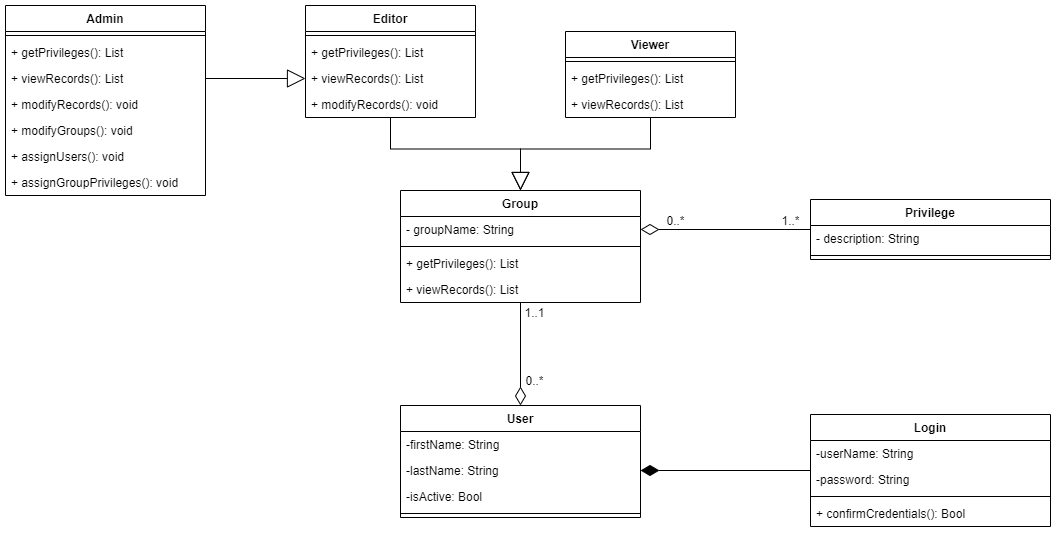 Admin
+ getPrivileges(): List
+ viewRecords(): List
+ modifyRecords(): void
+ modifyGroups(): void
+ assignUsers(): void
+ assignGroupPrivileges(): void
Editor
+ getPrivileges(): List
+ viewRecords(): List
+ modifyRecords(): void
Viewer
+ getPrivileges(): List
+ viewRecords(): List
Group
- groupName: String
+ getPrivileges(): List
+ viewRecords(): List
0..*
1..*
Privilege
- description: String
1..1
0..*
User
-firstName: String
-lastName: String
-isActive: Bool
Login
-userName: String
-password: String
+ confirmCredentials(): Bool